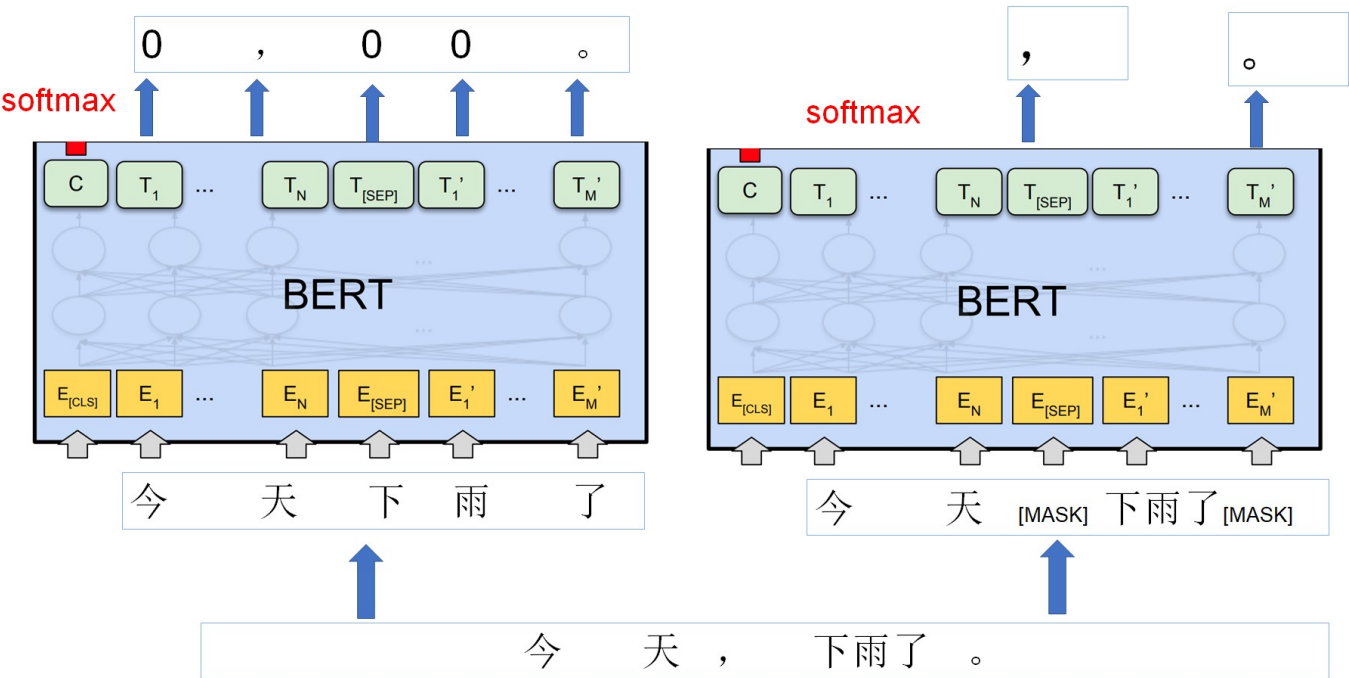 0 , 0 0 。
, 。
softmax
softmax
C T1 ... TN T[SEP] T1' ... TM'
C T1 ... TN T[SEP] T1' ... TM'
...
...
BERT
BERT
...
...
E[CLS] E1 ... EN E[SEP] E1' ... EM'
E[CLS] E1 ... EN E[SEP] E1' ... EM'
今 天 下 雨 了
今 天 [MASK] 下雨了 [MASK]
今 天 , 下雨了 。